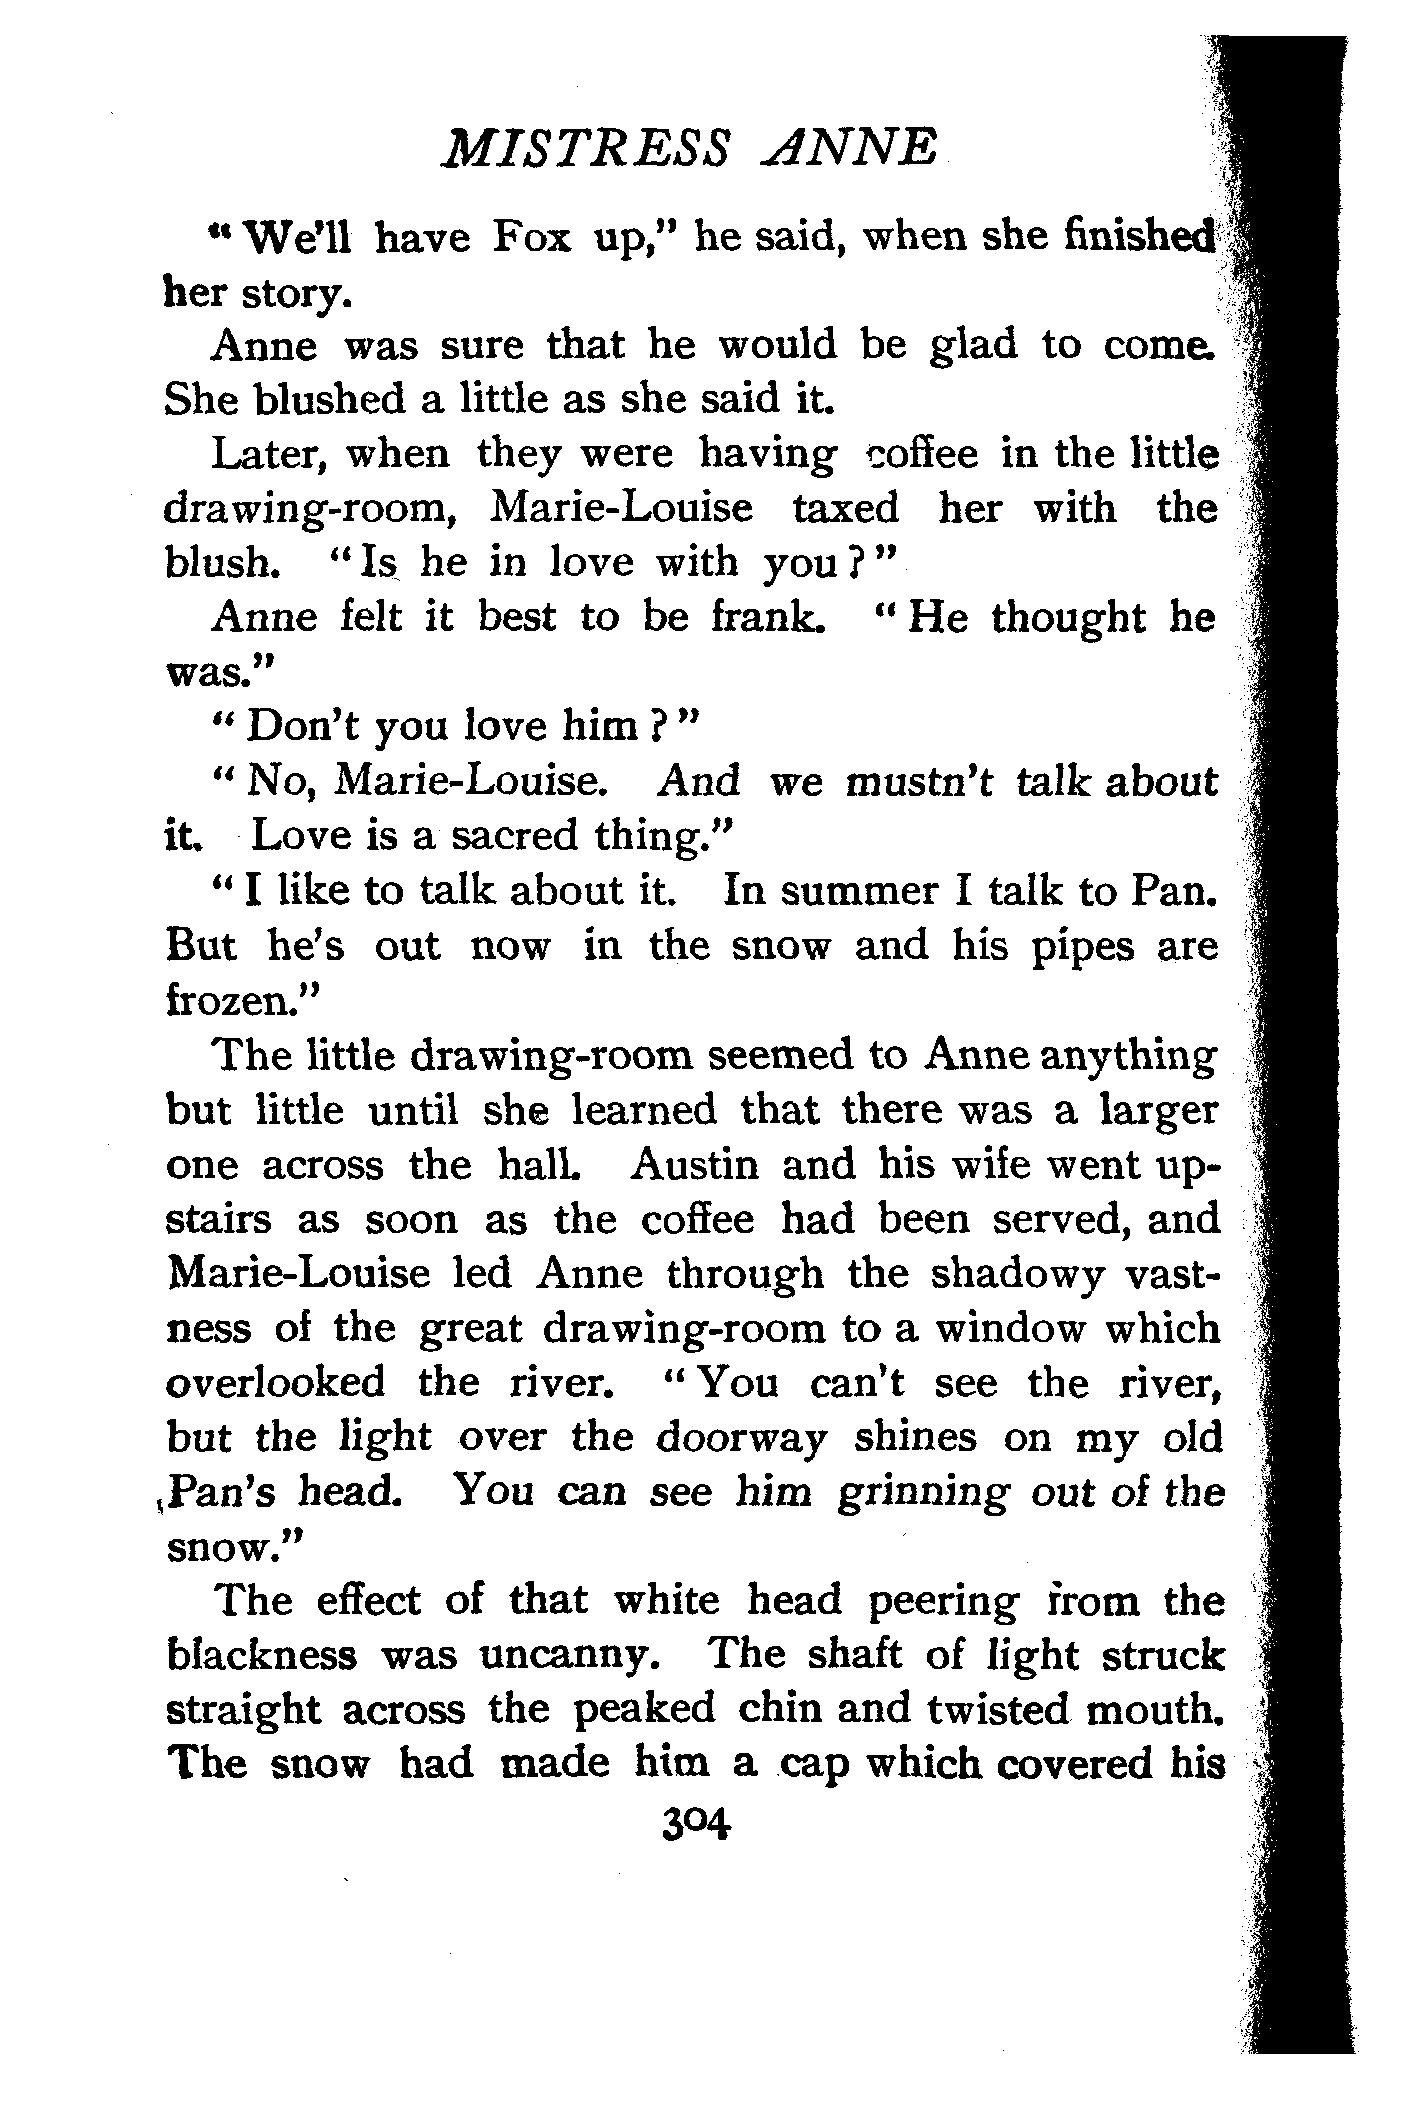 MISTRESS ANNE
"We'll have Fox up," he said, when she finished
her story.
Anne was sure that he would be glad to come.
She blushed a little as she said it.
Later, when they were having coffee in the little
drawing-room, Marie-Louise taxed her with the
blush. "Is he in love with you?"
Anne felt it best to be frank. "He thought he
was."
"Don't you love him?"
"No, Marie-Louise. And we mustn't talk about
it. Love is a sacred thing."
"I like to talk about it. In summer I talk to Pan.
But he's out now in the snow and his pipes are
frozen."
The little drawing-room seemed to Anne anything
but little until she learned that there was a larger
one across the hall. Austin and his wife went up-
stairs as soon as the coffee had been served, and
Marie-Louise led Anne through the shadowy vast-
ness of the great drawing-room to a window which
overlooked the river. "You can't see the river,
but the light over the doorway shines on my old
Pan's head. You can see him grinning out of the
snow."
The effect of that white head peering from the
blackness was uncanny. The shaft of light struck
straight across the peaked chin and twisted mouth.
The snow had made him a cap which covered his
304